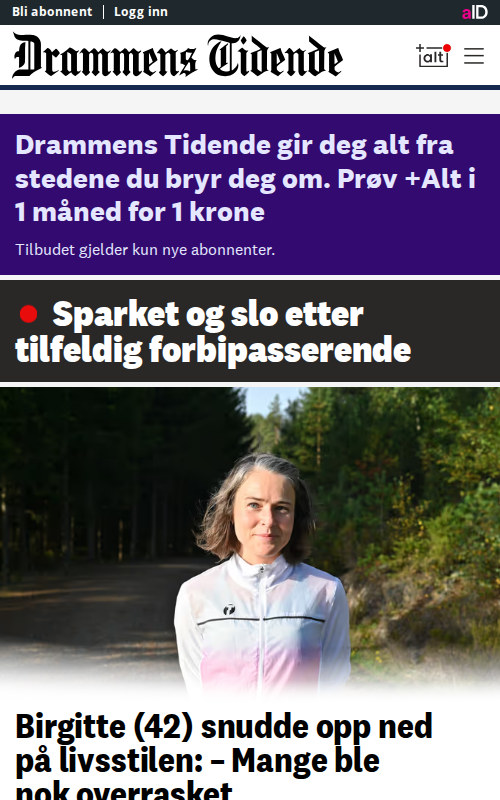 Bli abonnent | Logg inn
aID
Drammens Tidende
+alt
Drammens Tidende gir deg alt fra
stedene du bryr deg om. Prøv +Alt i
1 måned for 1 krone
Tilbudet gjelder kun nye abonnenter.
Sparket og slo etter
tilfeldig forbipasserende
Birgitte (42) snudde opp ned
på livsstilen: – Mange ble
nok overrasket